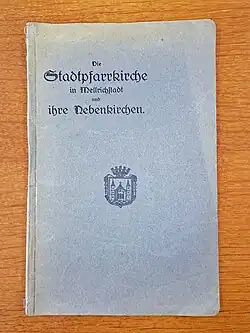 Die
Stadtpfarrkirche
in Mellrichstadt
und
ihre Nebenkirchen.